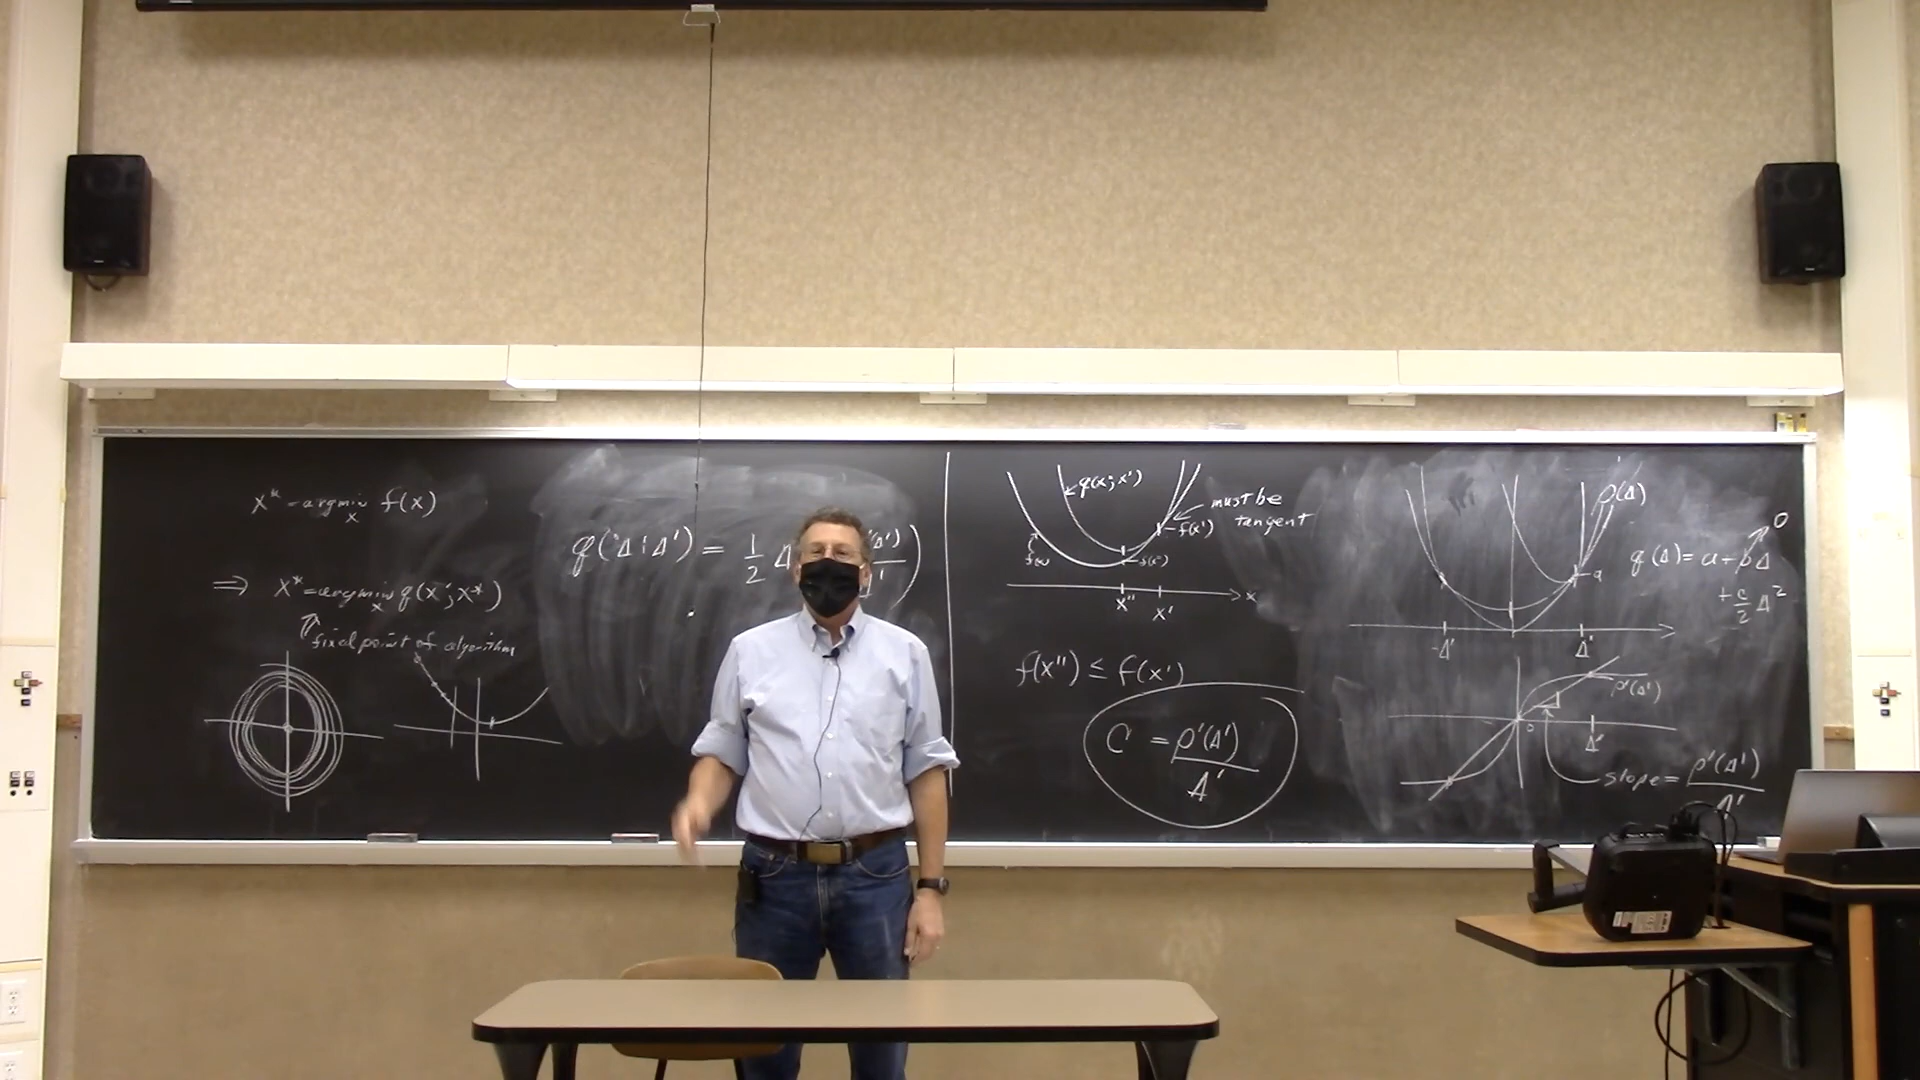 x* = argmin f(x)
x
⇒ x* = argmin q(x; x*)
x
fixed point of algorithm
q(Δ; Δ') = 1/2 Δ
(Δ')
q(x; x')
must be
tangent
f(x')
f(x)
f(x'')
x'' x' x
f(x'') ≤ f(x')
C = ρ'(Δ') / Δ'
ρ(Δ)
0
q(Δ) = a + bΔ
+ c/2 Δ²
-Δ' Δ'
ρ'(Δ')
Δ'
slope = ρ'(Δ') / Δ'